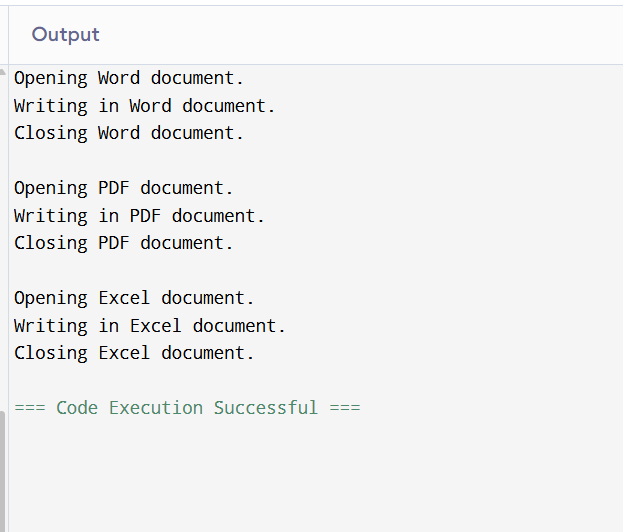 Output
Opening Word document.
Writing in Word document.
Closing Word document.
Opening PDF document.
Writing in PDF document.
Closing PDF document.
Opening Excel document.
Writing in Excel document.
Closing Excel document.
=== Code Execution Successful ===